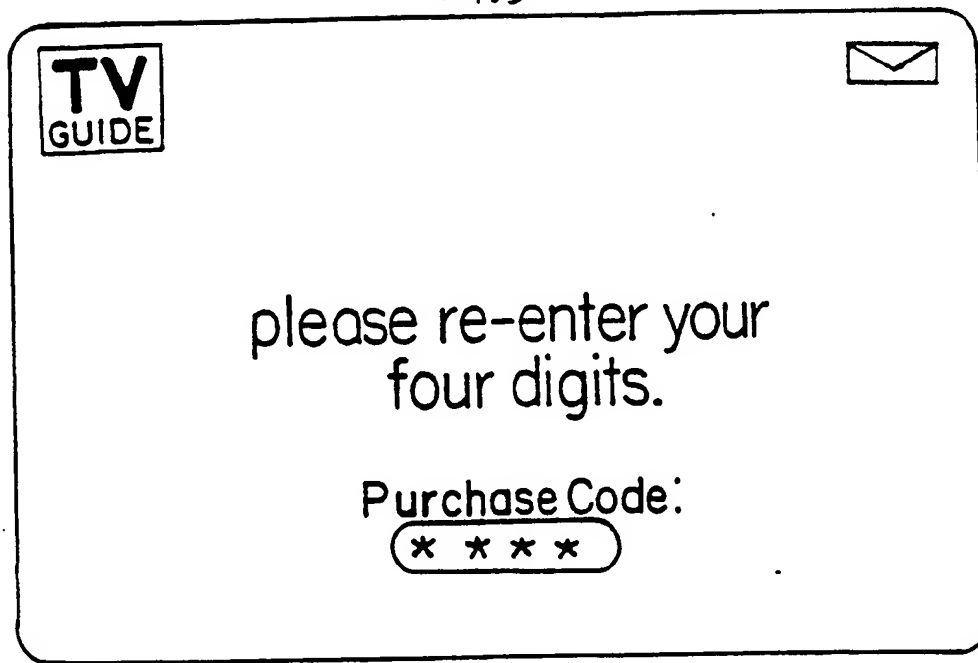 TV
GUIDE
please re-enter your
four digits.
Purchase Code:
* * * *